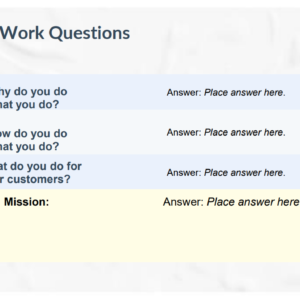 Work Questions
hy do you do
hat you do?
Answer: Place answer here.
ow do you do
hat you do?
Answer: Place answer here.
at do you do for
r customers?
Answer: Place answer here.
Mission:
Answer: Place answer here